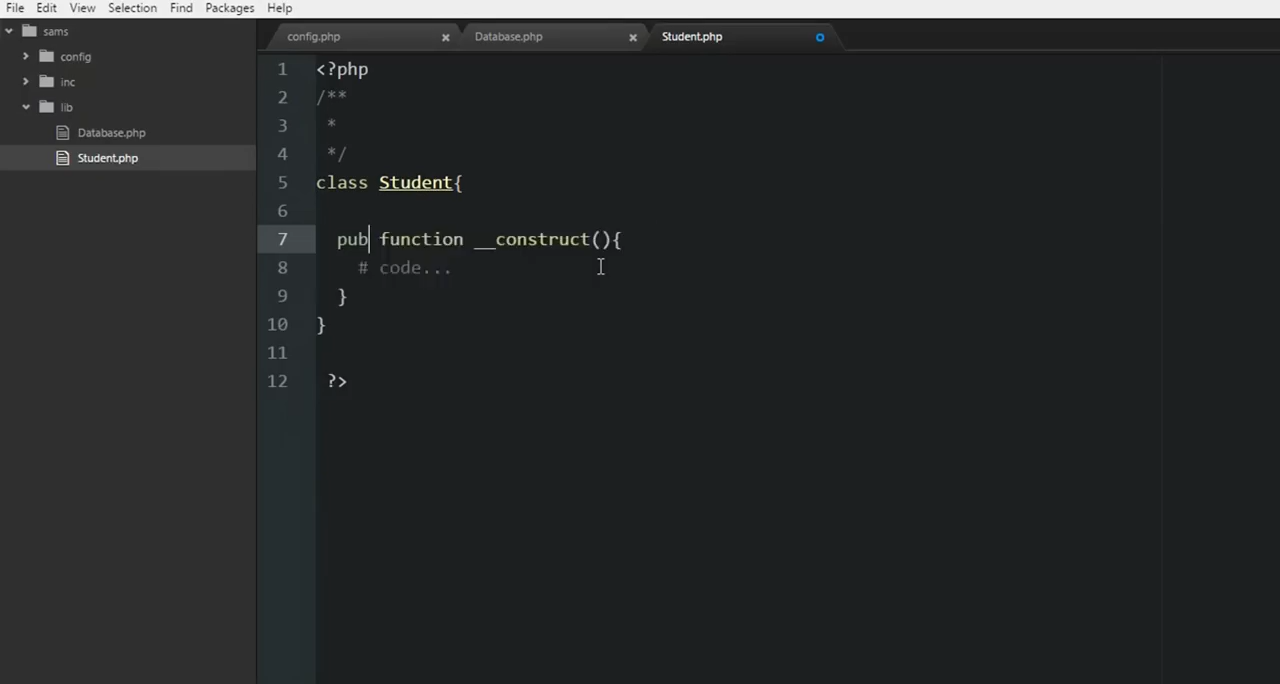 File Edit View Selection Find Packages Help
sams
config
inc
lib
Database.php
Student.php
config.php × Database.php × Student.php
1 <?php
2 /**
3 *
4 */
5 class Student{
6
7 pub function __construct(){
8 # code...
9 }
10 }
11
12 ?>